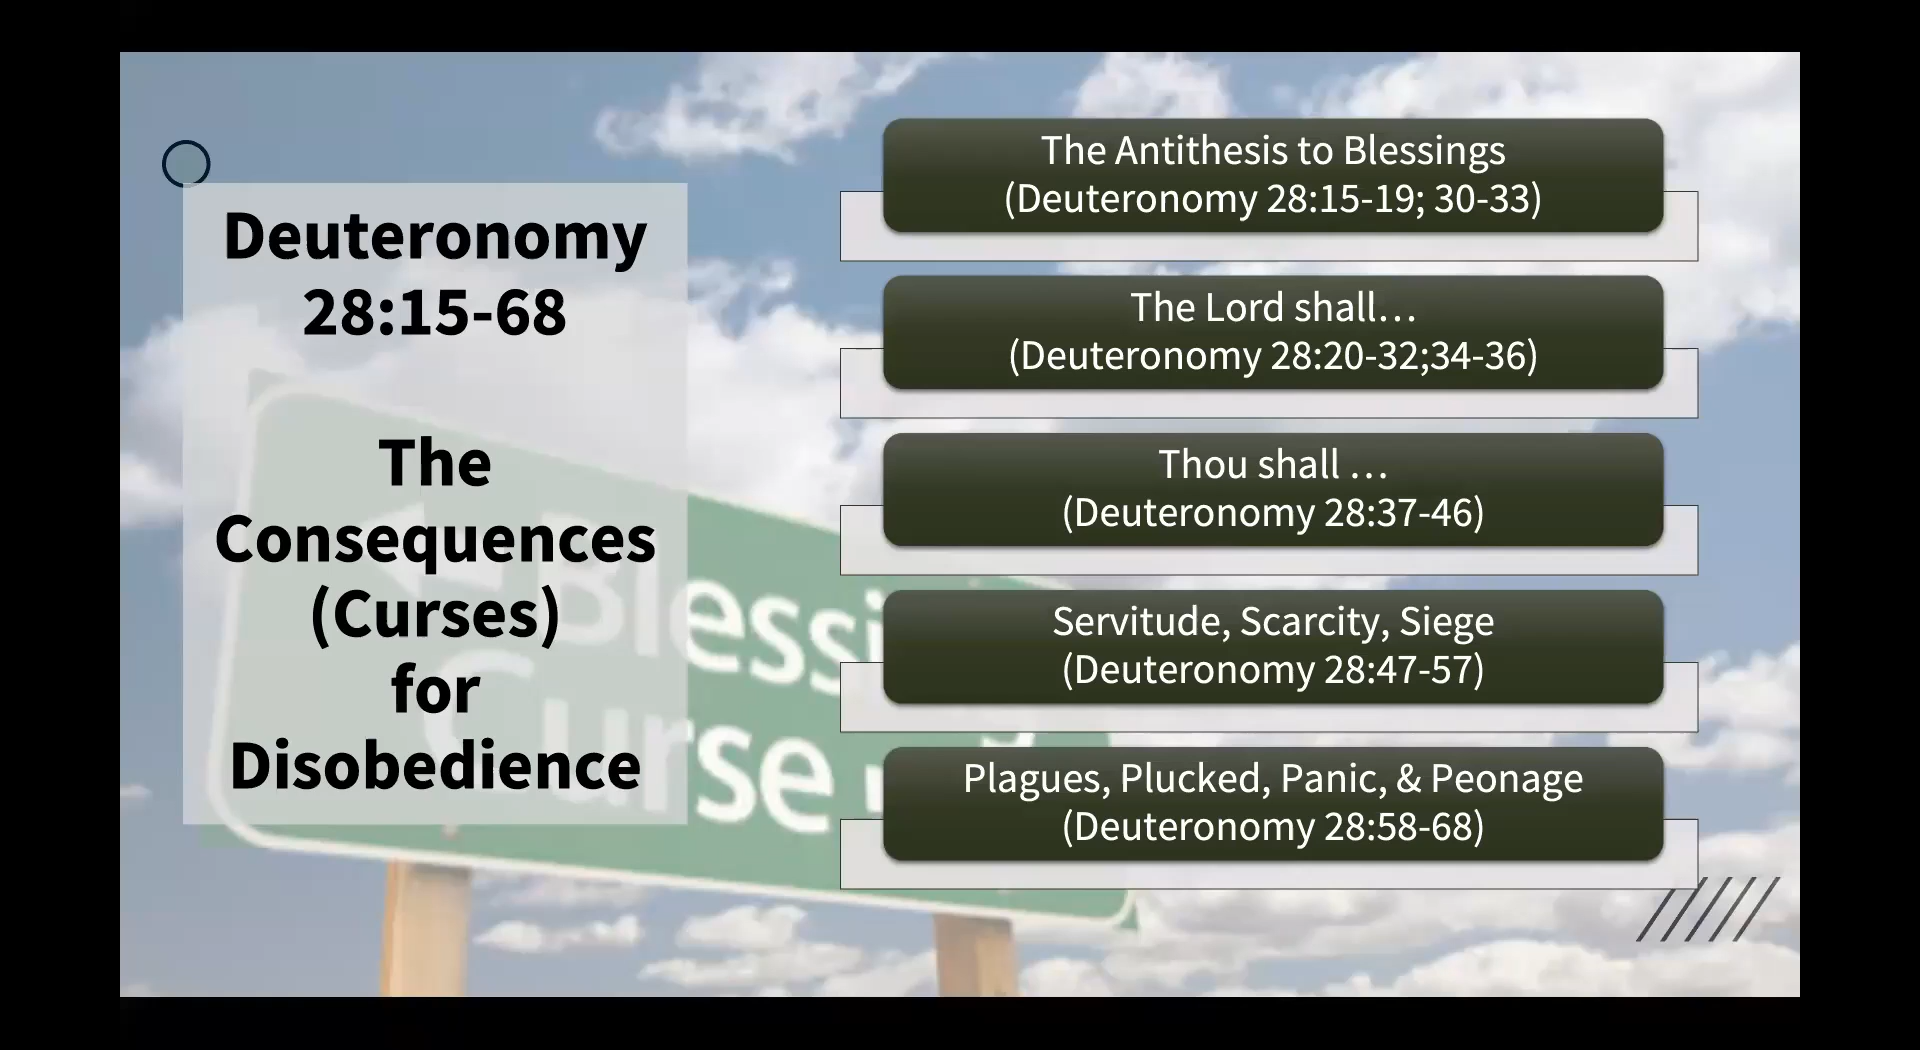 Deuteronomy
28:15-68
The
Consequences
(Curses)
for
Disobedience
The Antithesis to Blessings
(Deuteronomy 28:15-19; 30-33)
The Lord shall…
(Deuteronomy 28:20-32;34-36)
Thou shall …
(Deuteronomy 28:37-46)
Servitude, Scarcity, Siege
(Deuteronomy 28:47-57)
Plagues, Plucked, Panic, & Peonage
(Deuteronomy 28:58-68)
Curse